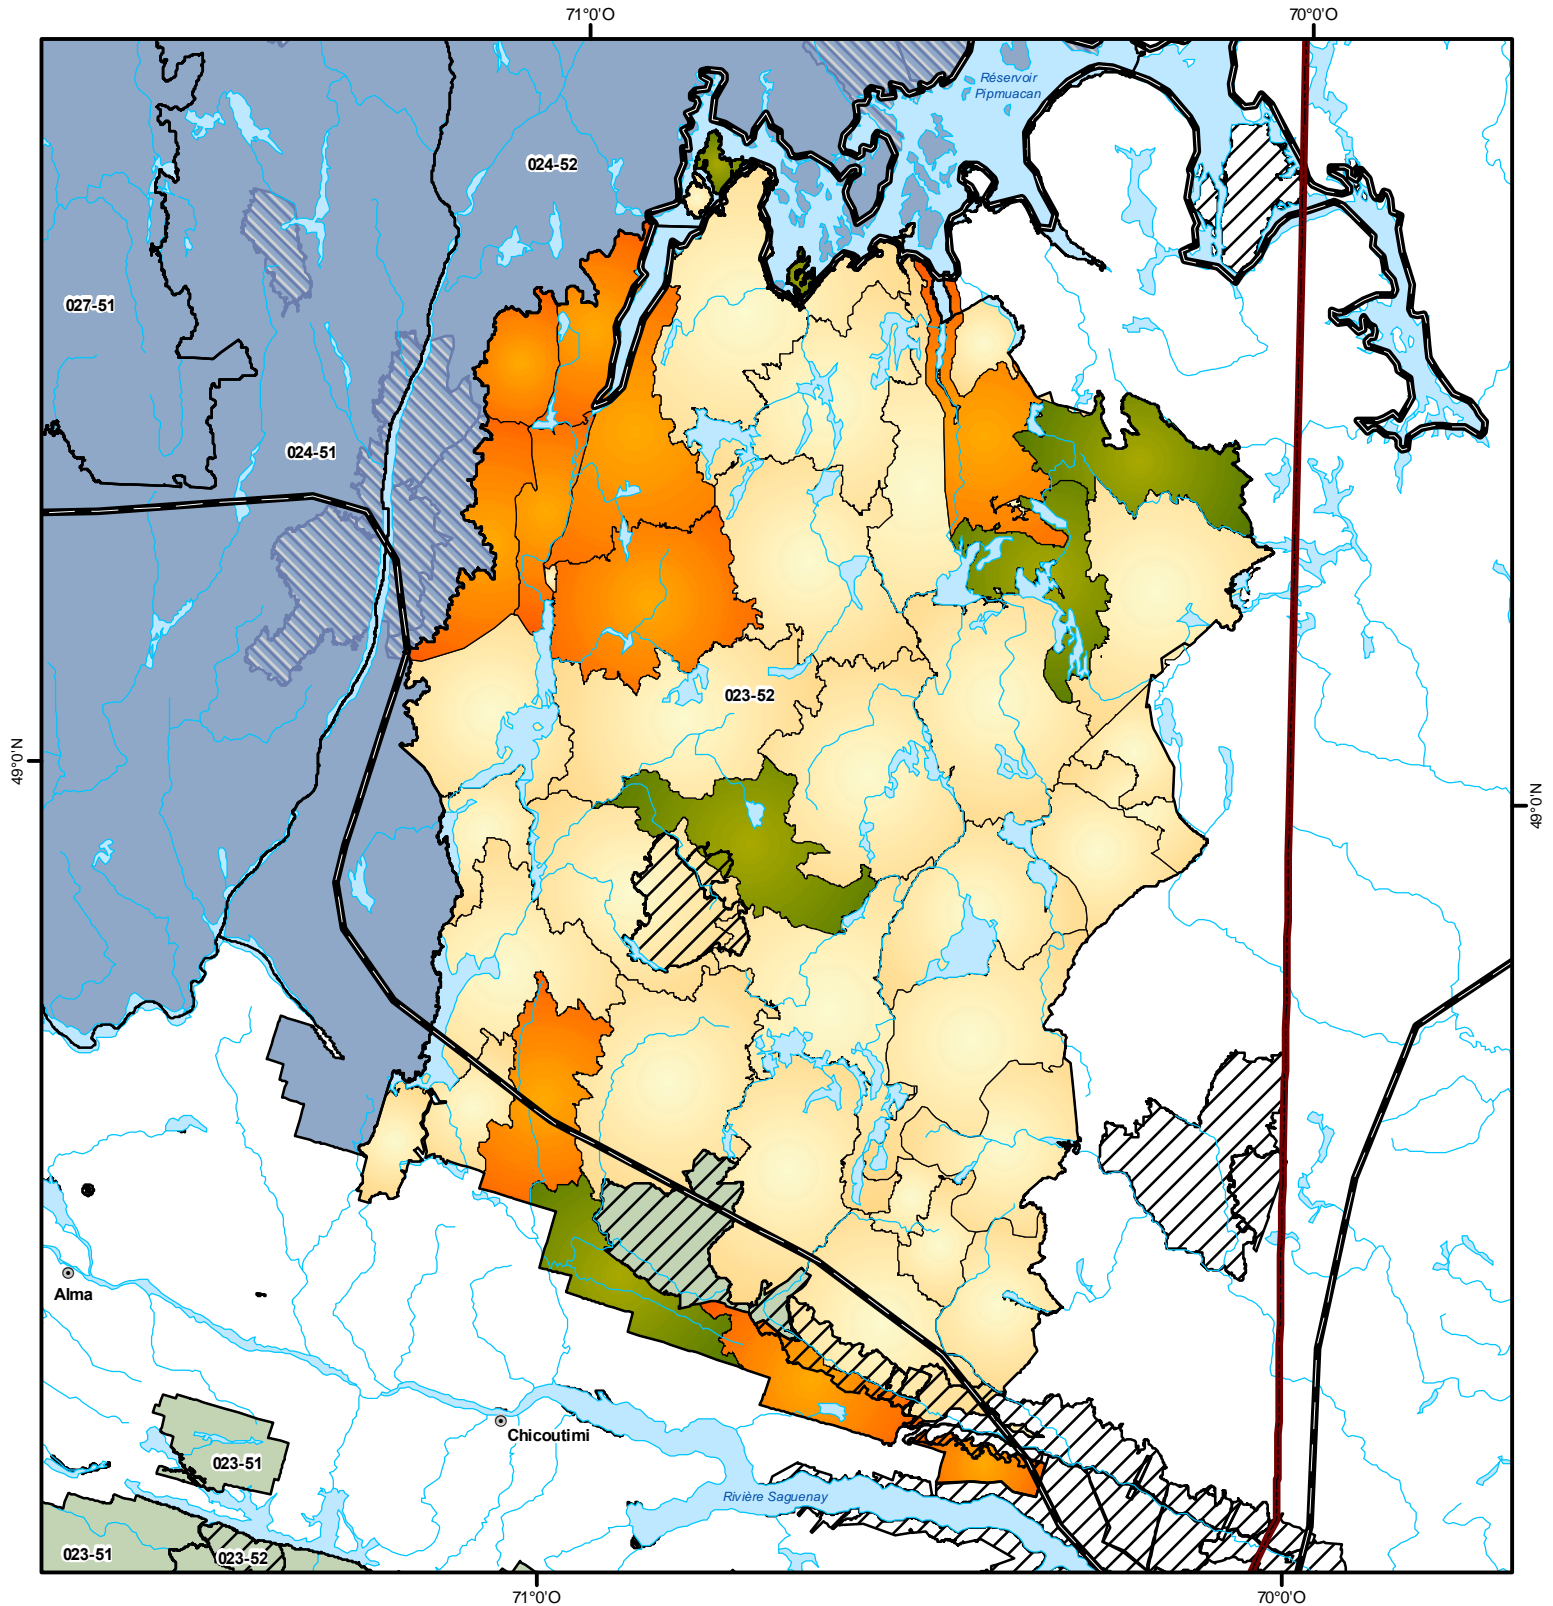 71°0'O
70°0'O
Réservoir
Pipmuacan
024-52
027-51
024-51
023-52
49°0'N
49°0'N
Alma
Chicoutimi
023-51
Rivière Saguenay
023-51
023-52
71°0'O
70°0'O